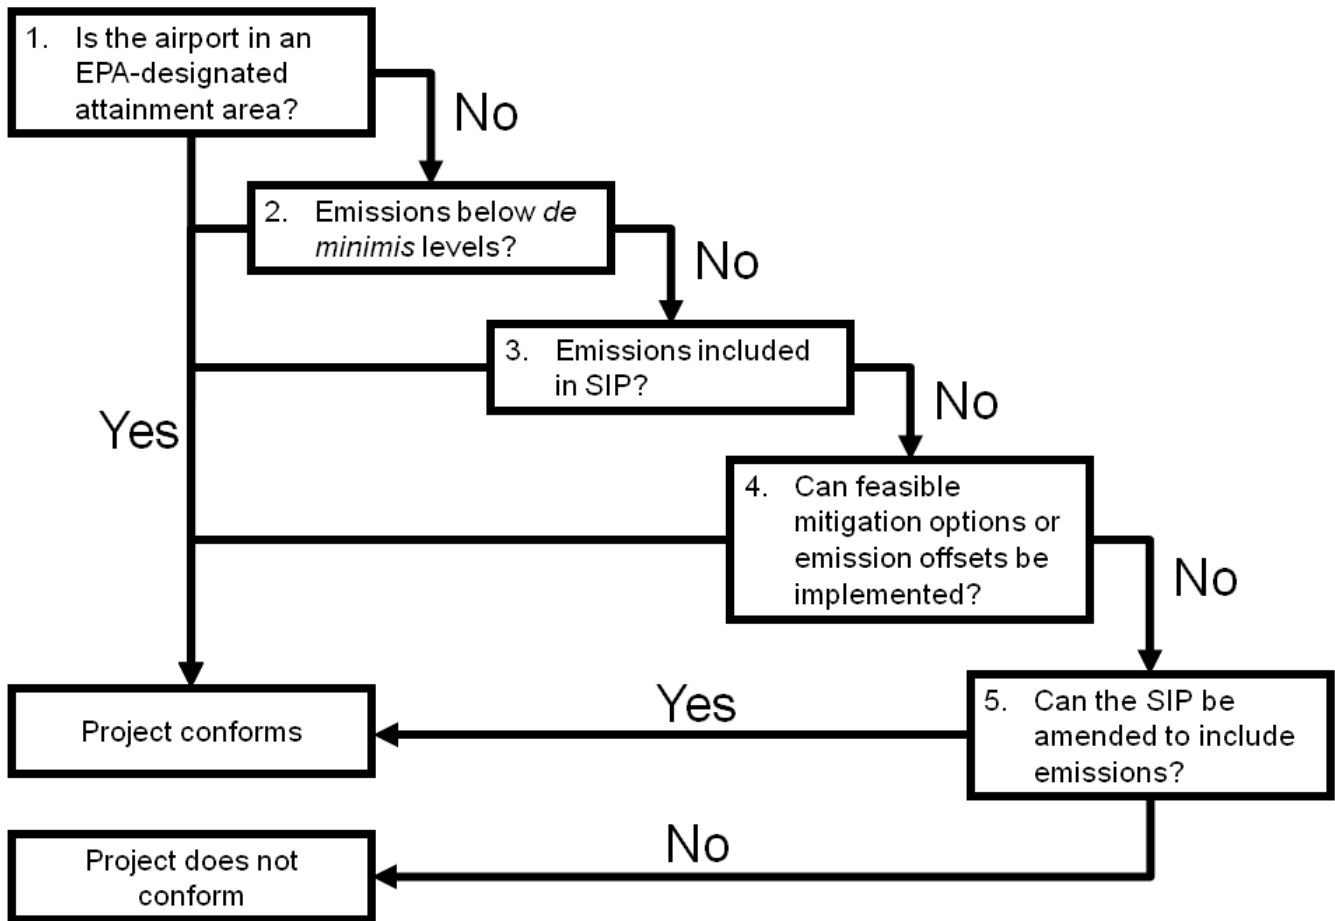 1. Is the airport in an
EPA-designated
attainment area?
No
2. Emissions below de
minimis levels?
No
3. Emissions included
in SIP?
No
Yes
4. Can feasible
mitigation options or
emission offsets be
implemented?
No
5. Can the SIP be
amended to include
emissions?
Yes
Project conforms
No
Project does not
conform